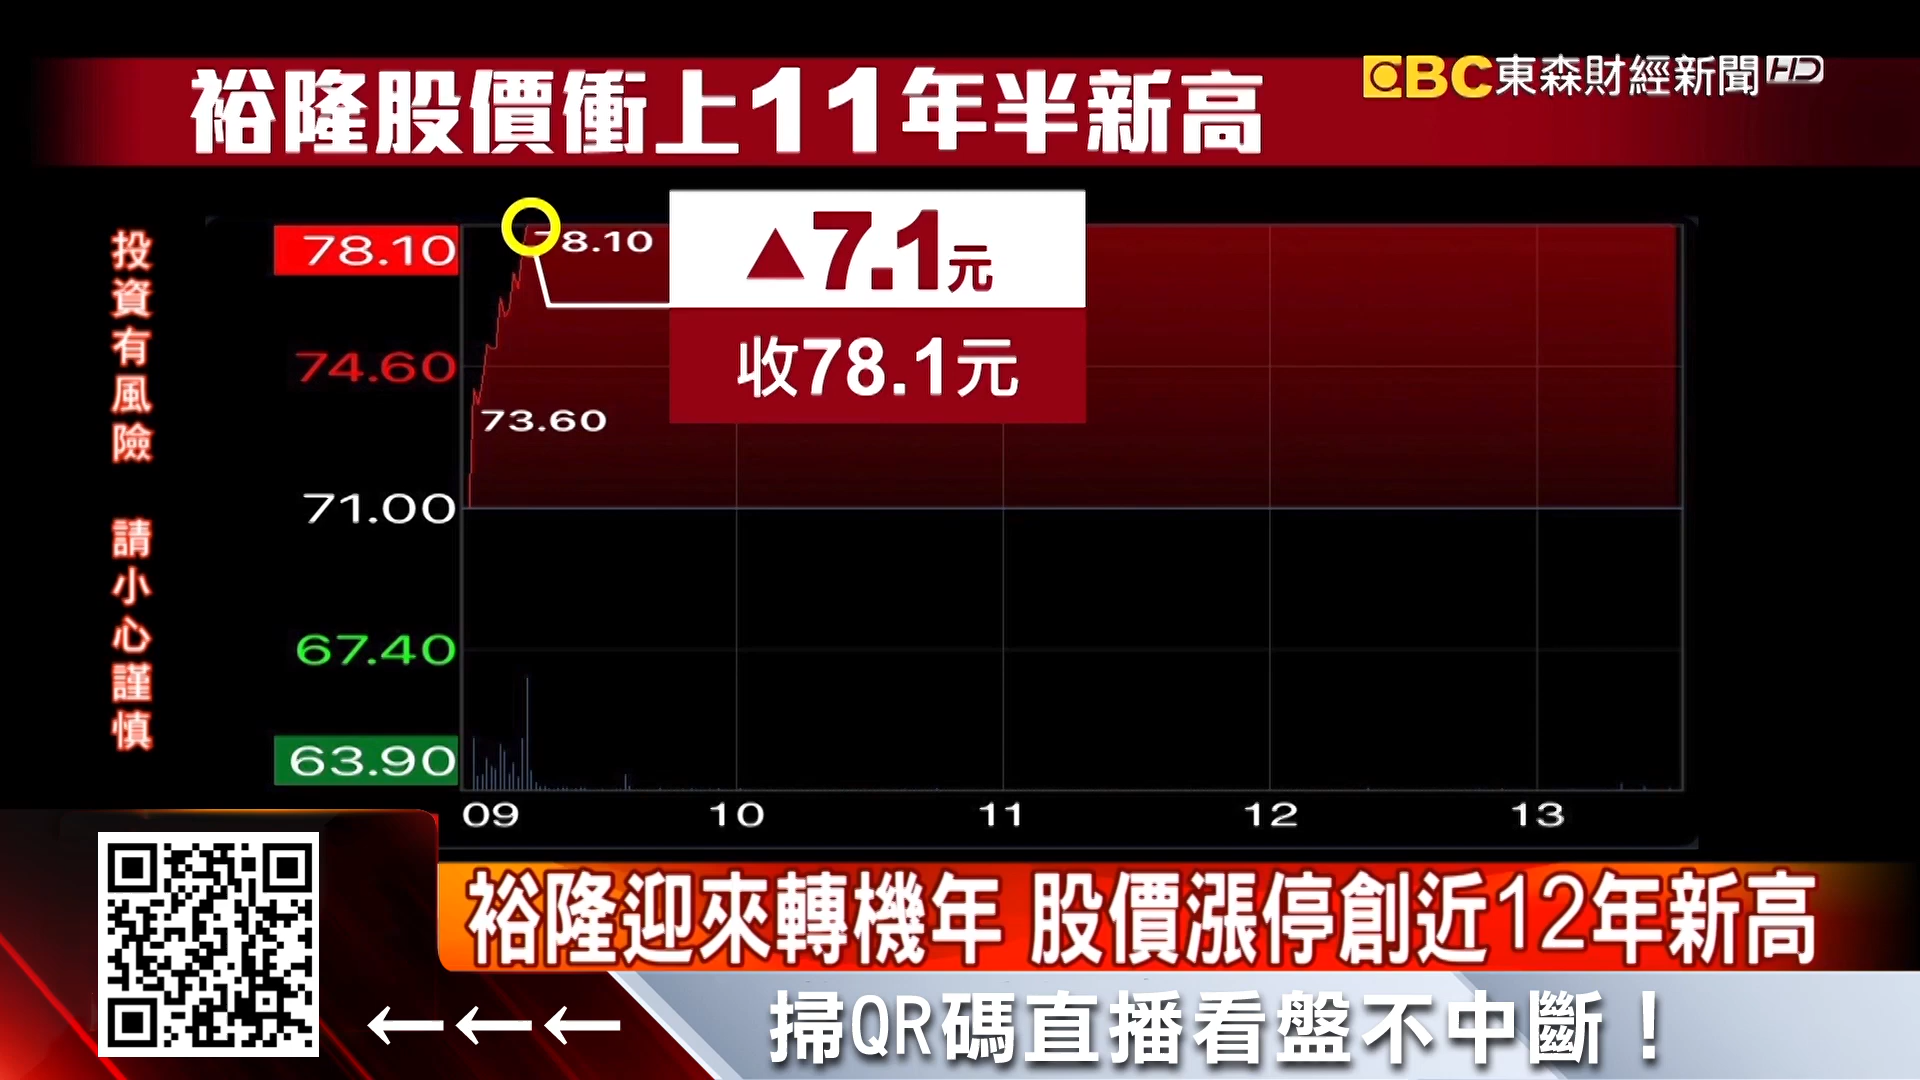 裕隆股價衝上11年半新高
EBC東森財經新聞HD
投資有風險 請小心謹慎
▲7.1元
收78.1元
78.10
78.10
74.60
73.60
71.00
67.40
63.90
09 10 11 12 13
裕隆迎來轉機年 股價漲停創近12年新高
←←← 掃QR碼直播看盤不中斷！